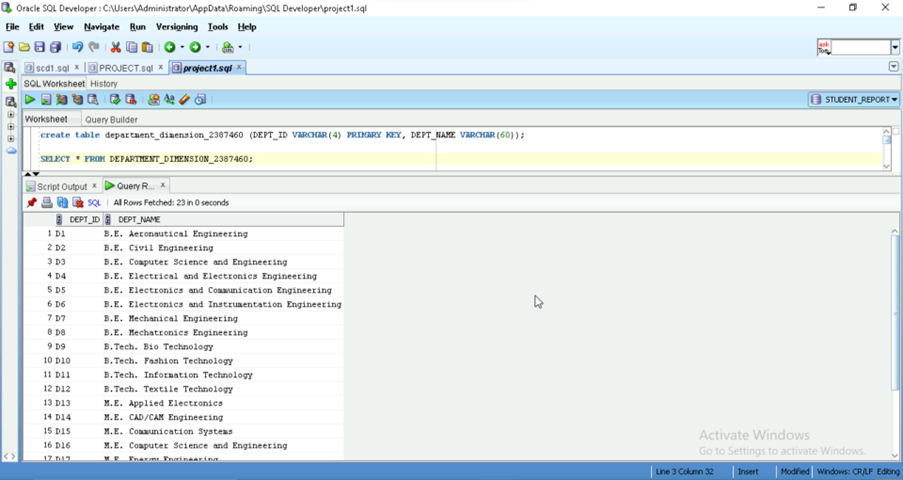 Oracle SQL Developer : C:\Users\Administrator\AppData\Roaming\SQL Developer\project1.sql
File Edit View Navigate Run Versioning Tools Help
ask
Tom
scd1.sql PROJECT.sql project1.sql
SQL Worksheet History
STUDENT_REPORT
Worksheet Query Builder
create table department_dimension_2387460 (DEPT_ID VARCHAR(4) PRIMARY KEY, DEPT_NAME VARCHAR(60));
SELECT * FROM DEPARTMENT_DIMENSION_2387460;
Script Output Query R...
SQL All Rows Fetched: 23 in 0 seconds
DEPT_ID DEPT_NAME
1 D1 B.E. Aeronautical Engineering
2 D2 B.E. Civil Engineering
3 D3 B.E. Computer Science and Engineering
4 D4 B.E. Electrical and Electronics Engineering
5 D5 B.E. Electronics and Communication Engineering
6 D6 B.E. Electronics and Instrumentation Engineering
7 D7 B.E. Mechanical Engineering
8 D8 B.E. Mechatronics Engineering
9 D9 B.Tech. Bio Technology
10 D10 B.Tech. Fashion Technology
11 D11 B.Tech. Information Technology
12 D12 B.Tech. Textile Technology
13 D13 M.E. Applied Electronics
14 D14 M.E. CAD/CAM Engineering
15 D15 M.E. Communication Systems
16 D16 M.E. Computer Science and Engineering
17 D17 M.E. Energy Engineering
Activate Windows
Go to Settings to activate Windows.
Line 3 Column 32 Insert Modified Windows: CR/LF Editing